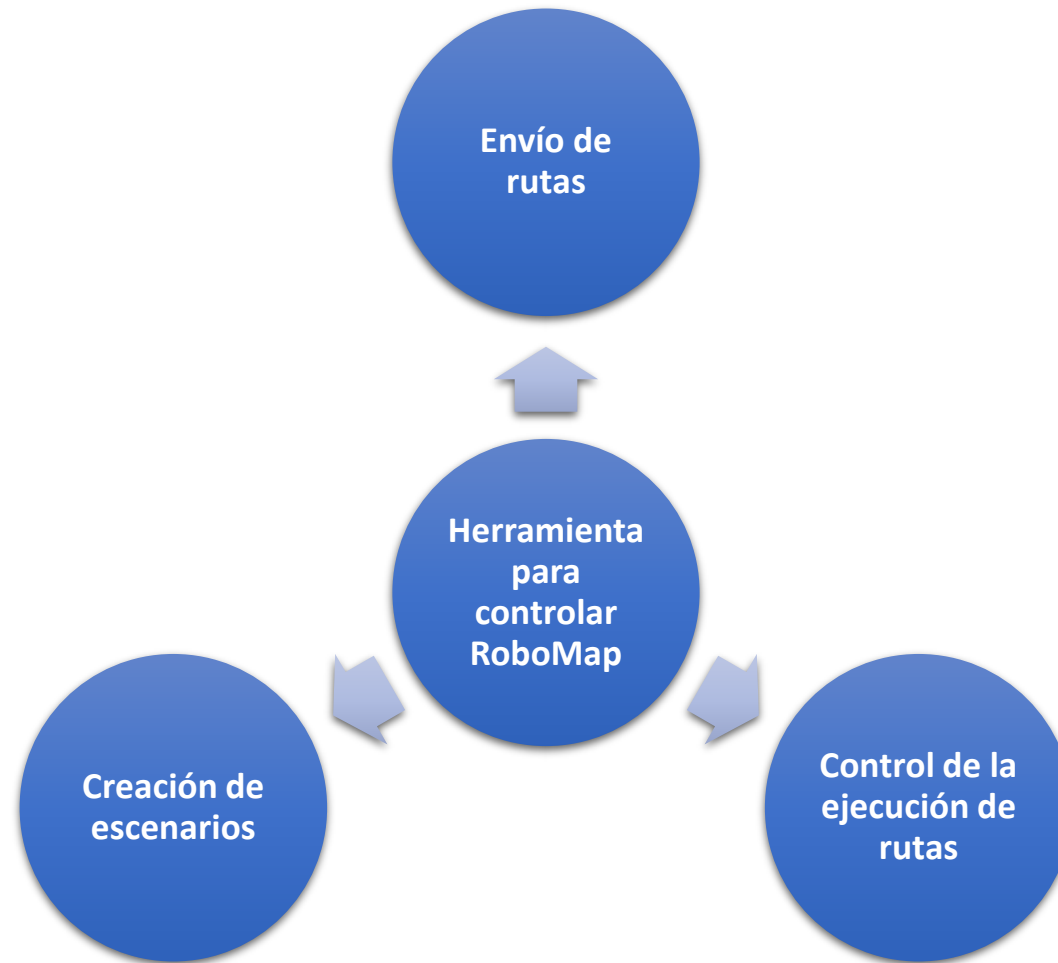 Envío de
rutas
Herramienta
para
controlar
RoboMap
Creación de
escenarios
Control de la
ejecución de
rutas